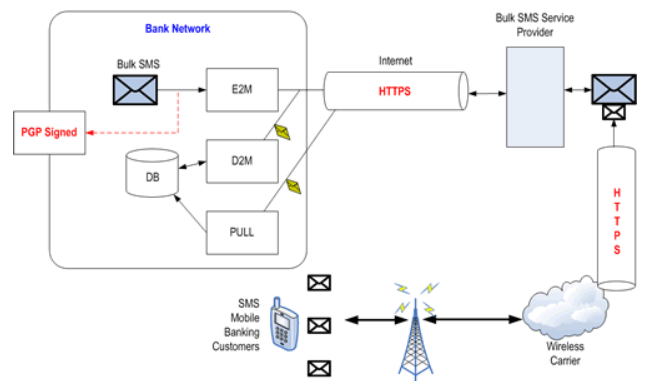 Bank Network
Bulk SMS Service
Provider
Bulk SMS
Internet
E2M
HTTPS
PGP Signed
D2M
DB
PULL
H
T
T
P
S
SMS
Mobile
Banking
Customers
Wireless
Carrier